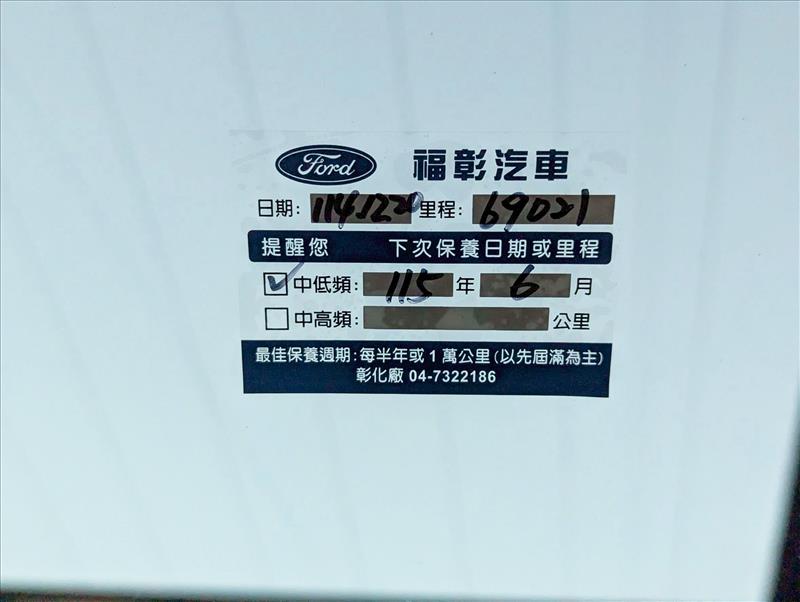 Ford 福彰汽車
日期: 1141220 里程: 69021
提醒您 下次保養日期或里程
✓中低頻: 115 年 6 月
□中高頻: 公里
最佳保養週期:每半年或1萬公里(以先屆滿為主)
彰化廠 04-7322186